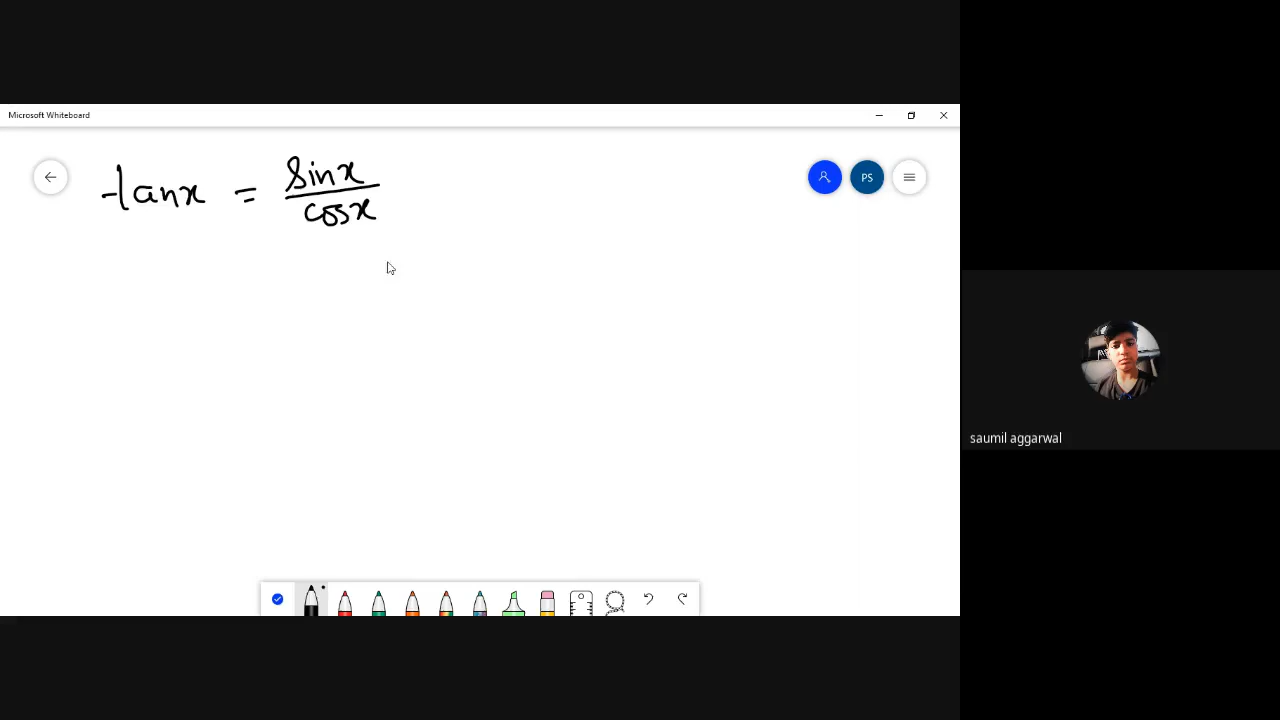 Microsoft Whiteboard
tanx = sinx/cosx
PS
saumil aggarwal